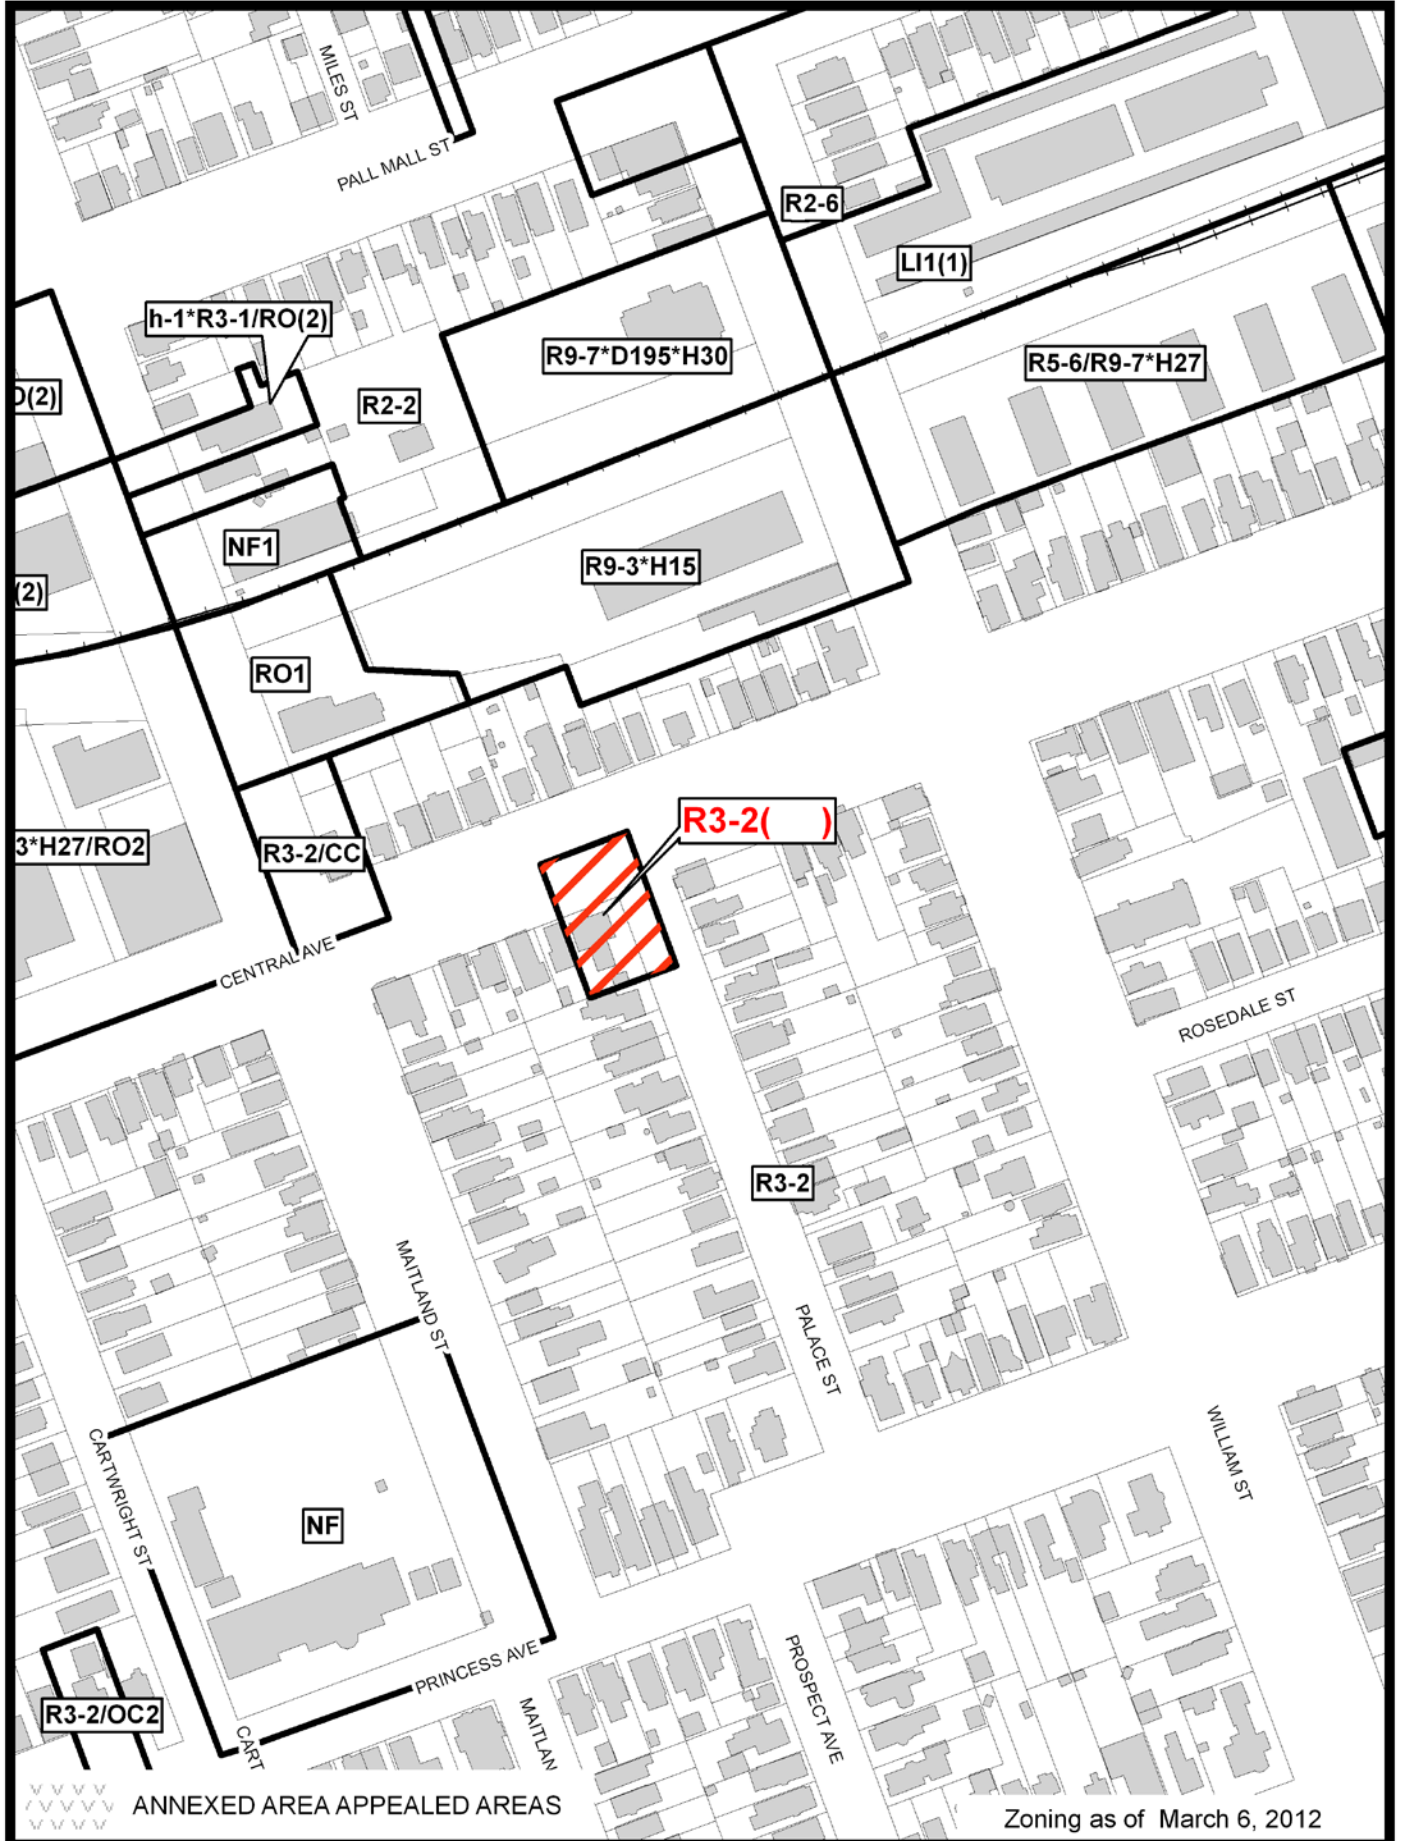 MILES ST
PALL MALL ST
R2-6
LI1(1)
h-1*R3-1/RO(2)
R9-7*D195*H30
R5-6/R9-7*H27
O(2)
R2-2
NF1
R9-3*H15
(2)
RO1
R3-2( )
3*H27/RO2
R3-2/CC
CENTRAL AVE
ROSEDALE ST
R3-2
MAITLAND ST
PALACE ST
CARTWRIGHT ST
WILLIAM ST
NF
PRINCESS AVE
PROSPECT AVE
R3-2/OC2
CART
MAITLAN
ANNEXED AREA APPEALED AREAS
Zoning as of March 6, 2012